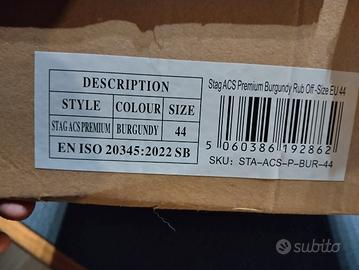 DESCRIPTION
STYLE COLOUR SIZE
STAG ACS PREMIUM BURGUNDY 44
EN ISO 20345:2022 SB
Stag ACS Premium Burgundy Rub Off -Size EU 44
5 060386 192862
SKU: STA-ACS-P-BUR-44
subito